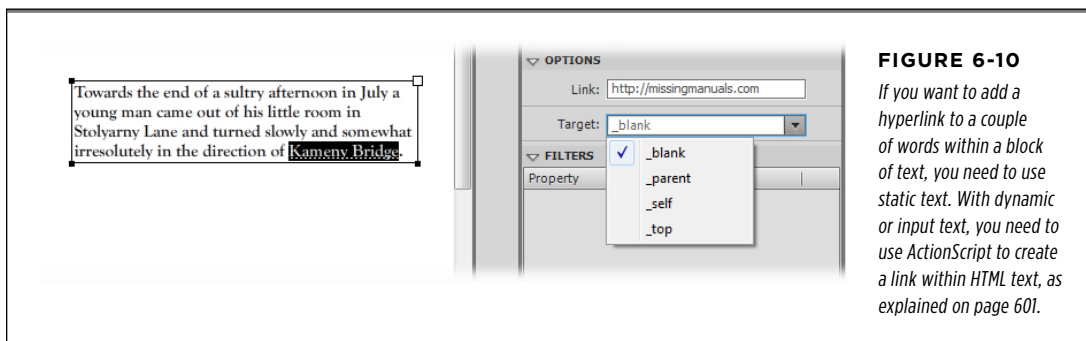 Towards the end of a sultry afternoon in July a
young man came out of his little room in
Stolyarny Lane and turned slowly and somewhat
irresolutely in the direction of Kameny Bridge.
OPTIONS
Link: http://missingmanuals.com
Target: _blank
FILTERS
Property
✓ _blank
_parent
_self
_top
FIGURE 6-10
If you want to add a
hyperlink to a couple
of words within a block
of text, you need to use
static text. With dynamic
or input text, you need to
use ActionScript to create
a link within HTML text, as
explained on page 601.